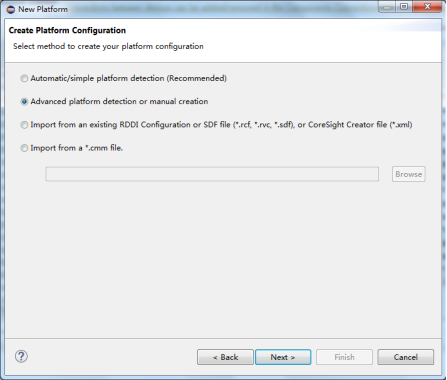 New Platform
Create Platform Configuration
Select method to create your platform configuration
Automatic/simple platform detection (Recommended)
Advanced platform detection or manual creation
Import from an existing RDDI Configuration or SDF file (*.rcf, *.rvc, *.sdf), or CoreSight Creator file (*.xml)
Import from a *.cmm file.
Browse
?
< Back
Next >
Finish
Cancel